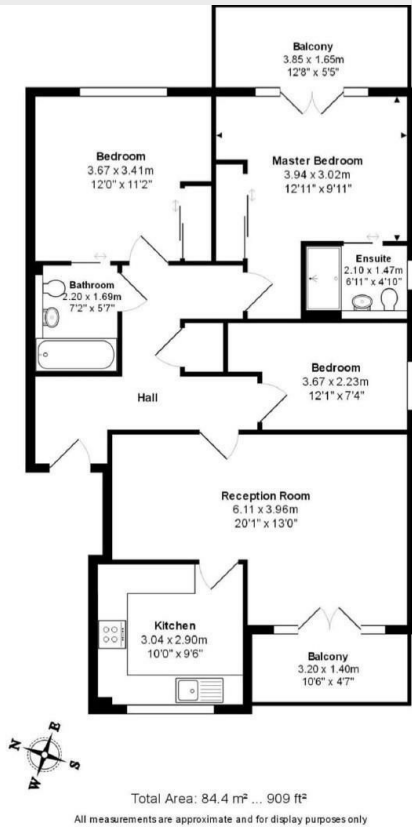 Balcony
3.85 x 1.65m
12'8" x 5'5"
Bedroom
3.67 x 3.41m
12'0" x 11'2"
Master Bedroom
3.94 x 3.02m
12'11" x 9'11"
Ensuite
2.10 x 1.47m
6'11" x 4'10"
Bathroom
2.20 x 1.69m
7'2" x 5'7"
Bedroom
3.67 x 2.23m
12'1" x 7'4"
Hall
Reception Room
6.11 x 3.96m
20'1" x 13'0"
Kitchen
3.04 x 2.90m
10'0" x 9'6"
Balcony
3.20 x 1.40m
10'6" x 4'7"
N
E
S
W
Total Area: 84.4 m² ... 909 ft²
All measurements are approximate and for display purposes only